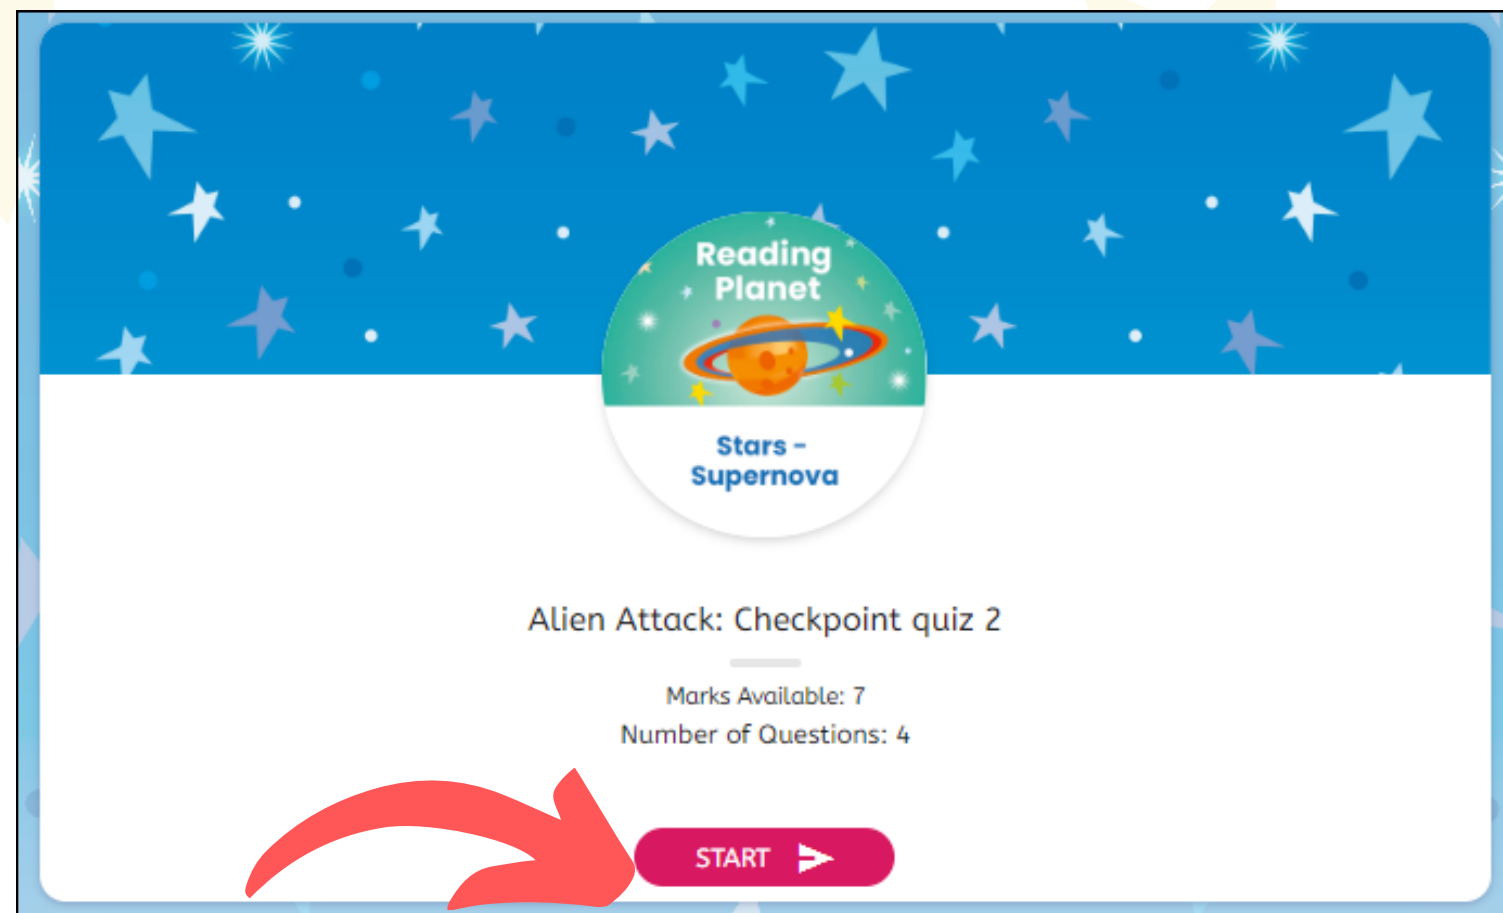 Reading
Planet
Stars -
Supernova
Alien Attack: Checkpoint quiz 2
Marks Available: 7
Number of Questions: 4
START